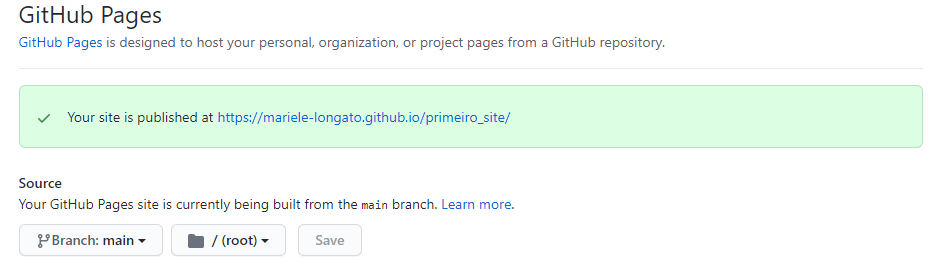 GitHub Pages
GitHub Pages is designed to host your personal, organization, or project pages from a GitHub repository.
Your site is published at https://mariele-longato.github.io/primeiro_site/
Source
Your GitHub Pages site is currently being built from the main branch. Learn more.
Branch: main / (root) Save